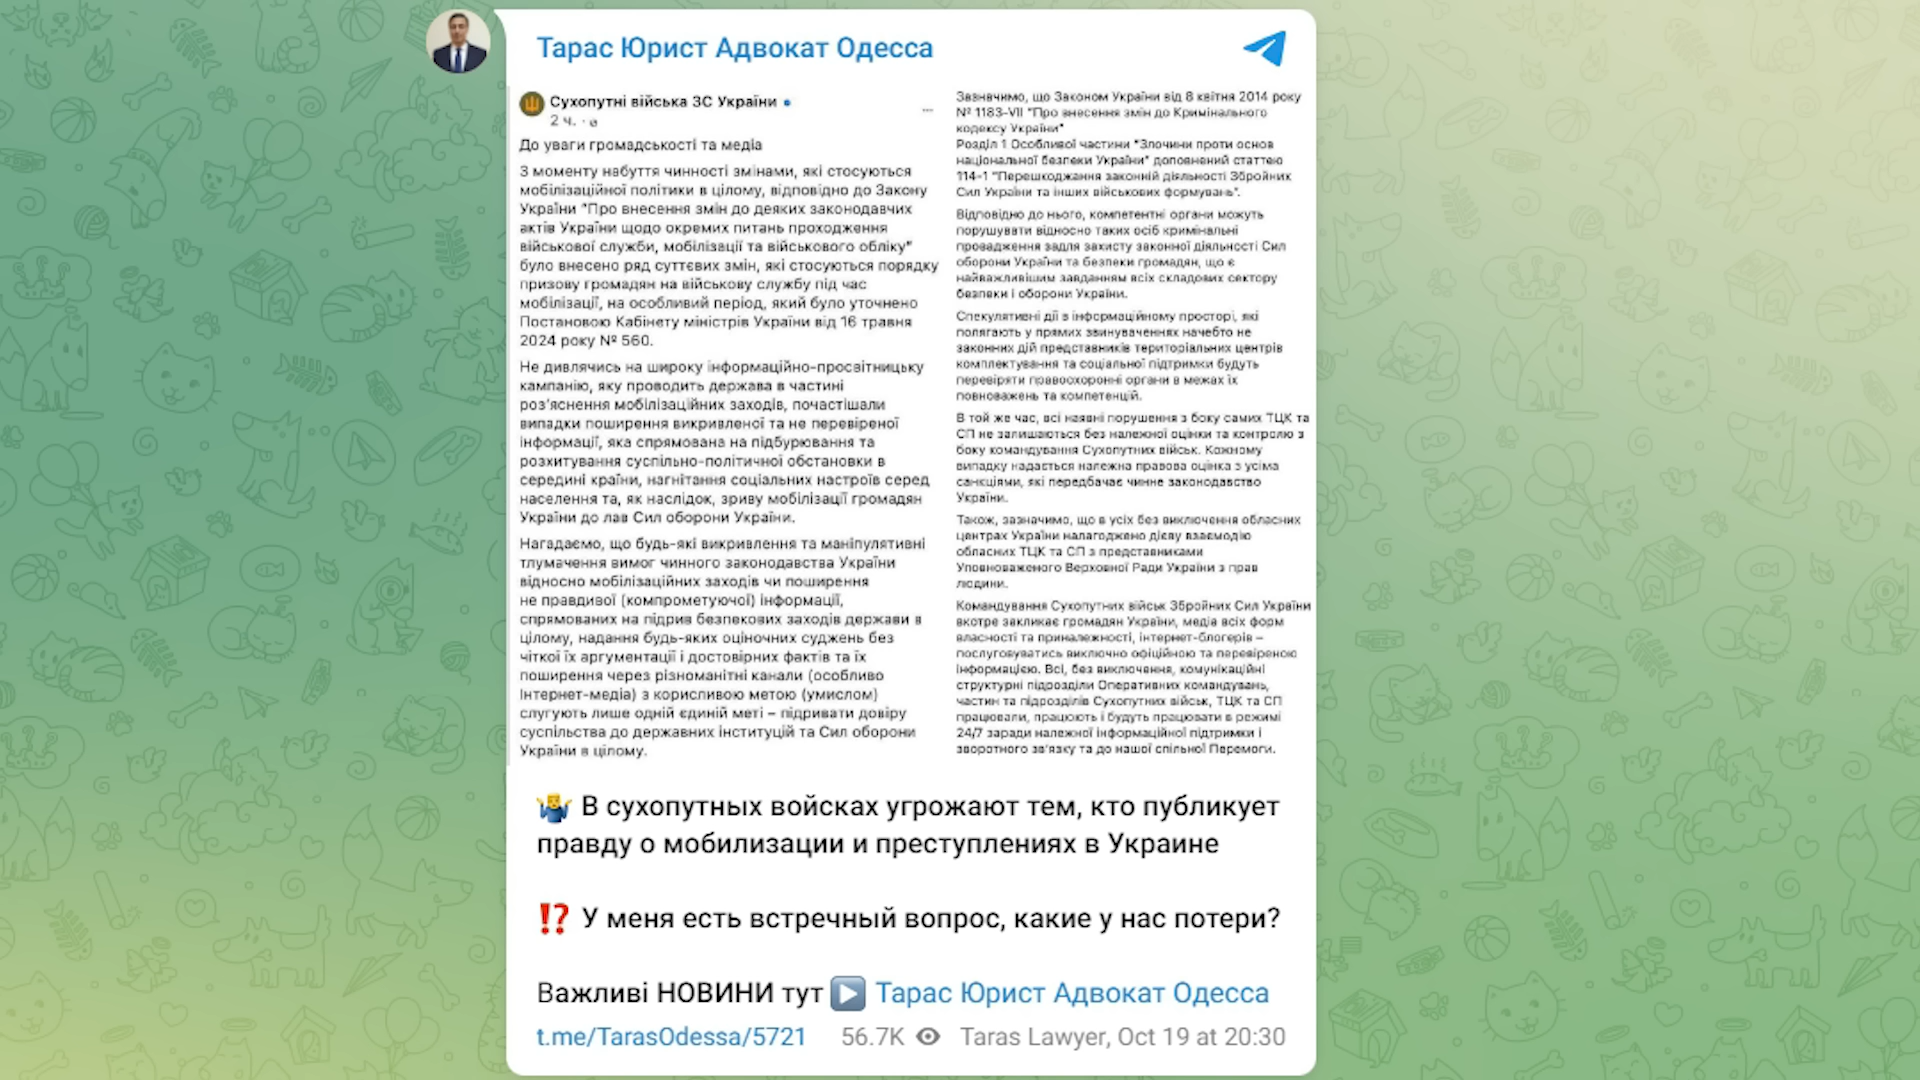 Тарас Юрист Адвокат Одесса
Сухопутні війська ЗС України
2 ч. ·
До уваги громадськості та медіа
З моменту набуття чинності змінами, які стосуються
мобілізаційної політики в цілому, відповідно до Закону
України "Про внесення змін до деяких законодавчих
актів України щодо окремих питань проходження
військової служби, мобілізації та військового обліку"
було внесено ряд суттєвих змін, які стосуються порядку
призову громадян на військову службу під час
мобілізації, на особливий період, який було уточнено
Постановою Кабінету міністрів України від 16 травня
2024 року № 560.
Не дивлячись на широку інформаційно-просвітницьку
кампанію, яку проводить держава в частині
роз'яснення мобілізаційних заходів, почастішали
випадки поширення викривленої та не перевіреної
інформації, яка спрямована на підбурювання та
розхитування суспільно-політичної обстановки в
середині країни, нагнітання соціальних настроїв серед
населення та, як наслідок, зриву мобілізації громадян
України до лав Сил оборони України.
Нагадаємо, що будь-які викривлення та маніпулятивні
тлумачення вимог чинного законодавства України
відносно мобілізаційних заходів чи поширення
не правдивої (компрометуючої) інформації,
спрямованих на підрив безпекових заходів держави в
цілому, надання будь-яких оціночних суджень без
чіткої їх аргументації і достовірних фактів та їх
поширення через різноманітні канали (особливо
Інтернет-медіа) з корисливою метою (умислом)
слугують лише одній єдиній меті – підривати довіру
суспільства до державних інституцій та Сил оборони
України в цілому.
Зазначимо, що Законом України від 8 квітня 2014 року
№ 1183-VII "Про внесення змін до Кримінального
кодексу України"
Розділ 1 Особливої частини "Злочини проти основ
національної безпеки України" доповнений статтею
114-1 "Перешкоджання законній діяльності Збройних
Сил України та інших військових формувань".
Відповідно до нього, компетентні органи можуть
порушувати відносно таких осіб кримінальні
провадження задля захисту законної діяльності Сил
оборони України та безпеки громадян, що є
найважливішим завданням всіх складових сектору
безпеки і оборони України.
Спекулятивні дії в інформаційному просторі, які
полягають у прямих звинуваченнях начебто не
законних дій представників територіальних центрів
комплектування та соціальної підтримки будуть
перевіряти правоохоронні органи в межах їх
повноважень та компетенцій.
В той же час, всі наявні порушення з боку самих ТЦК та
СП не залишаються без належної оцінки та контролю з
боку командування Сухопутних військ. Кожному
випадку надається належна правова оцінка з усіма
санкціями, які передбачає чинне законодавство
України.
Також, зазначимо, що в усіх без виключення обласних
центрах України налагоджено дієву взаємодію
обласних ТЦК та СП з представниками
Уповноваженого Верховної Ради України з прав
людини.
Командування Сухопутних військ Збройних Сил України
вкотре закликає громадян України, медіа всіх форм
власності та приналежності, інтернет-блогерів –
послуговуватись виключно офіційною та перевіреною
інформацією. Всі, без виключення, комунікаційні
структурні підрозділи Оперативних командувань,
частин та підрозділів Сухопутних військ, ТЦК та СП
працювали, працюють і будуть працювати в режимі
24/7 заради належної інформаційної підтримки і
зворотного зв'язку та до нашої спільної Перемоги.
🤷‍♂️ В сухопутных войсках угрожают тем, кто публикует
правду о мобилизации и преступлениях в Украине
⁉️ У меня есть встречный вопрос, какие у нас потери?
Важливі НОВИНИ тут ▶️ Тарас Юрист Адвокат Одесса
t.me/TarasOdessa/5721 56.7K Taras Lawyer, Oct 19 at 20:30